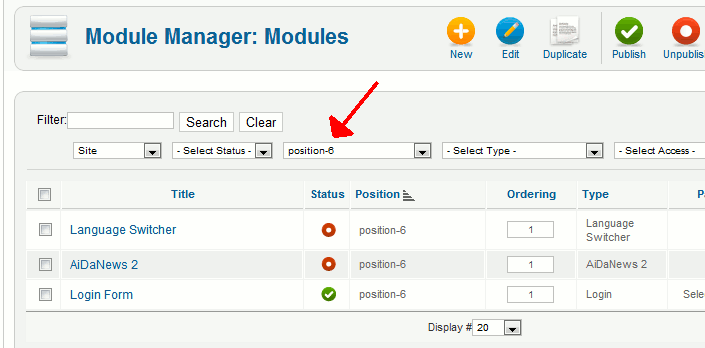 Module Manager: Modules
New Edit Duplicate Publish Unpublis
Filter: Search Clear
Site - Select Status - position-6 - Select Type - - Select Access -
Title Status Position Ordering Type
Language Switcher position-6 1 Language Switcher
AiDaNews 2 position-6 1 AiDaNews 2
Login Form position-6 1 Login Sele
Display # 20